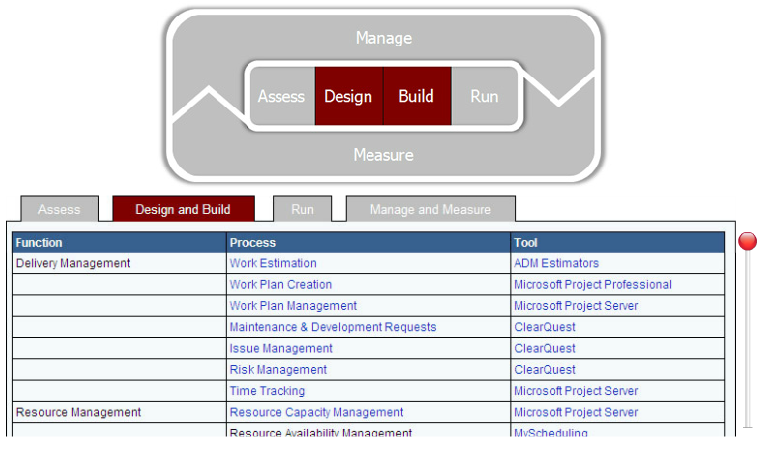 Manage
Assess Design Build Run
Measure
Assess Design and Build Run Manage and Measure
Function Process Tool
Delivery Management Work Estimation ADM Estimators
Work Plan Creation Microsoft Project Professional
Work Plan Management Microsoft Project Server
Maintenance & Development Requests ClearQuest
Issue Management ClearQuest
Risk Management ClearQuest
Time Tracking Microsoft Project Server
Resource Management Resource Capacity Management Microsoft Project Server
Resource Availability Management MyScheduling